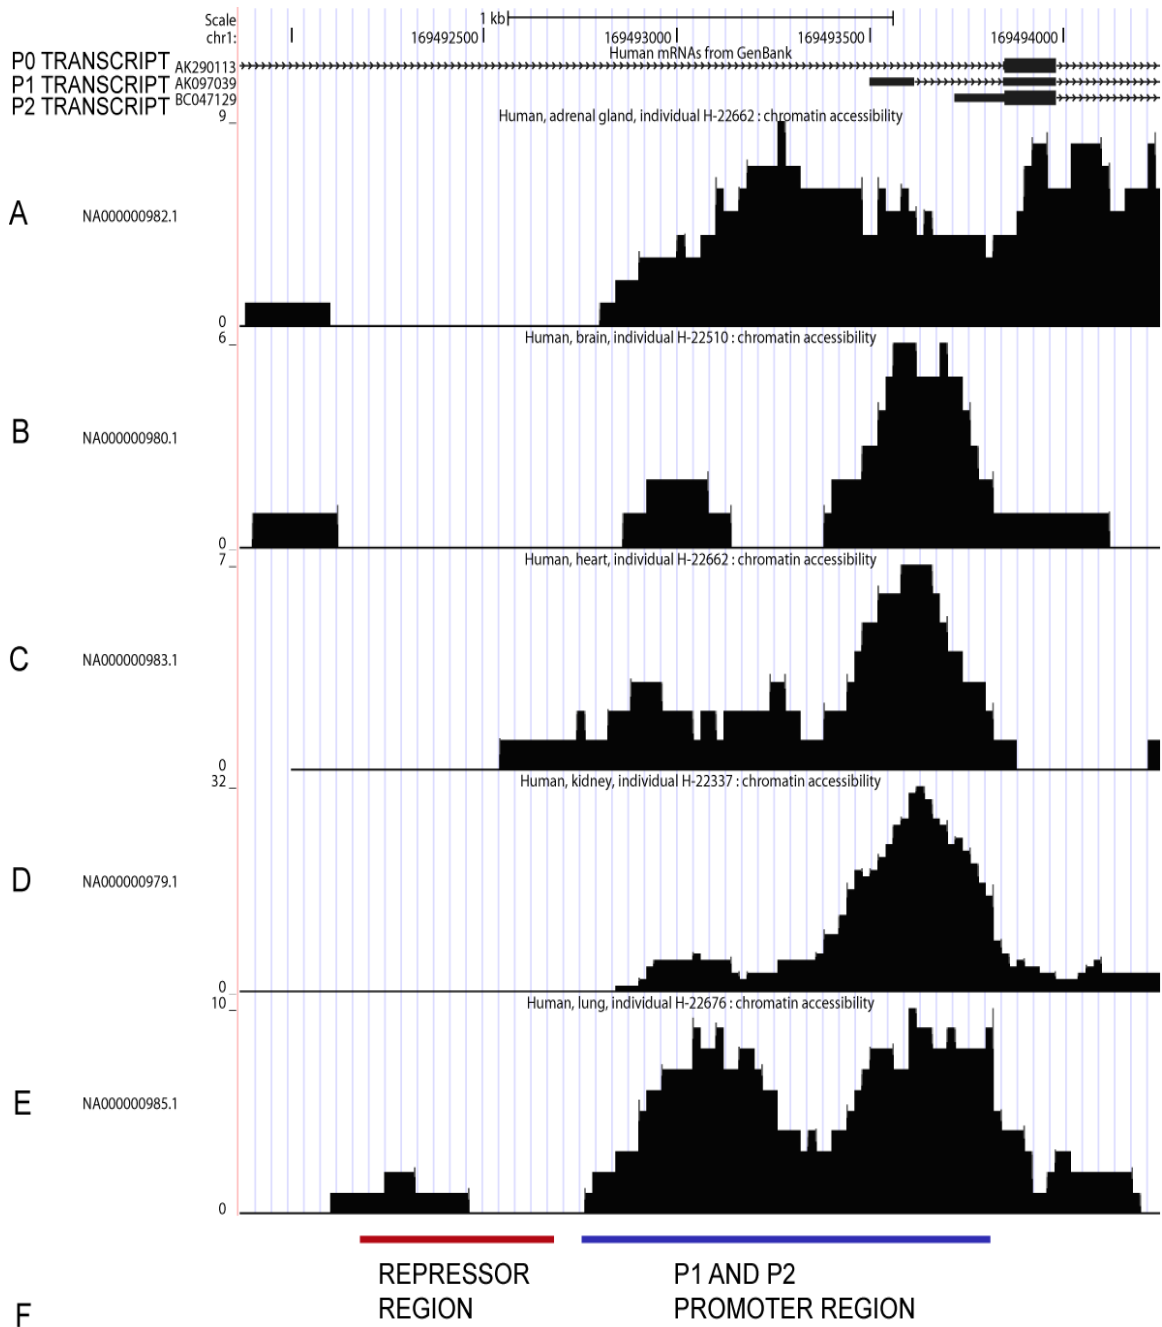 Scale
1 kb
chr1:
169492500
169493000
169493500
169494000
Human mRNAs from GenBank
P0 TRANSCRIPT AK290113
P1 TRANSCRIPT AK097039
P2 TRANSCRIPT BC047129
9
Human, adrenal gland, individual H-22662 : chromatin accessibility
A
NA000000982.1
0
6
Human, brain, individual H-22510 : chromatin accessibility
B
NA000000980.1
0
7
Human, heart, individual H-22662 : chromatin accessibility
C
NA000000983.1
0
32
Human, kidney, individual H-22337 : chromatin accessibility
D
NA000000979.1
0
10
Human, lung, individual H-22676 : chromatin accessibility
E
NA000000985.1
0
REPRESSOR
REGION
P1 AND P2
PROMOTER REGION
F